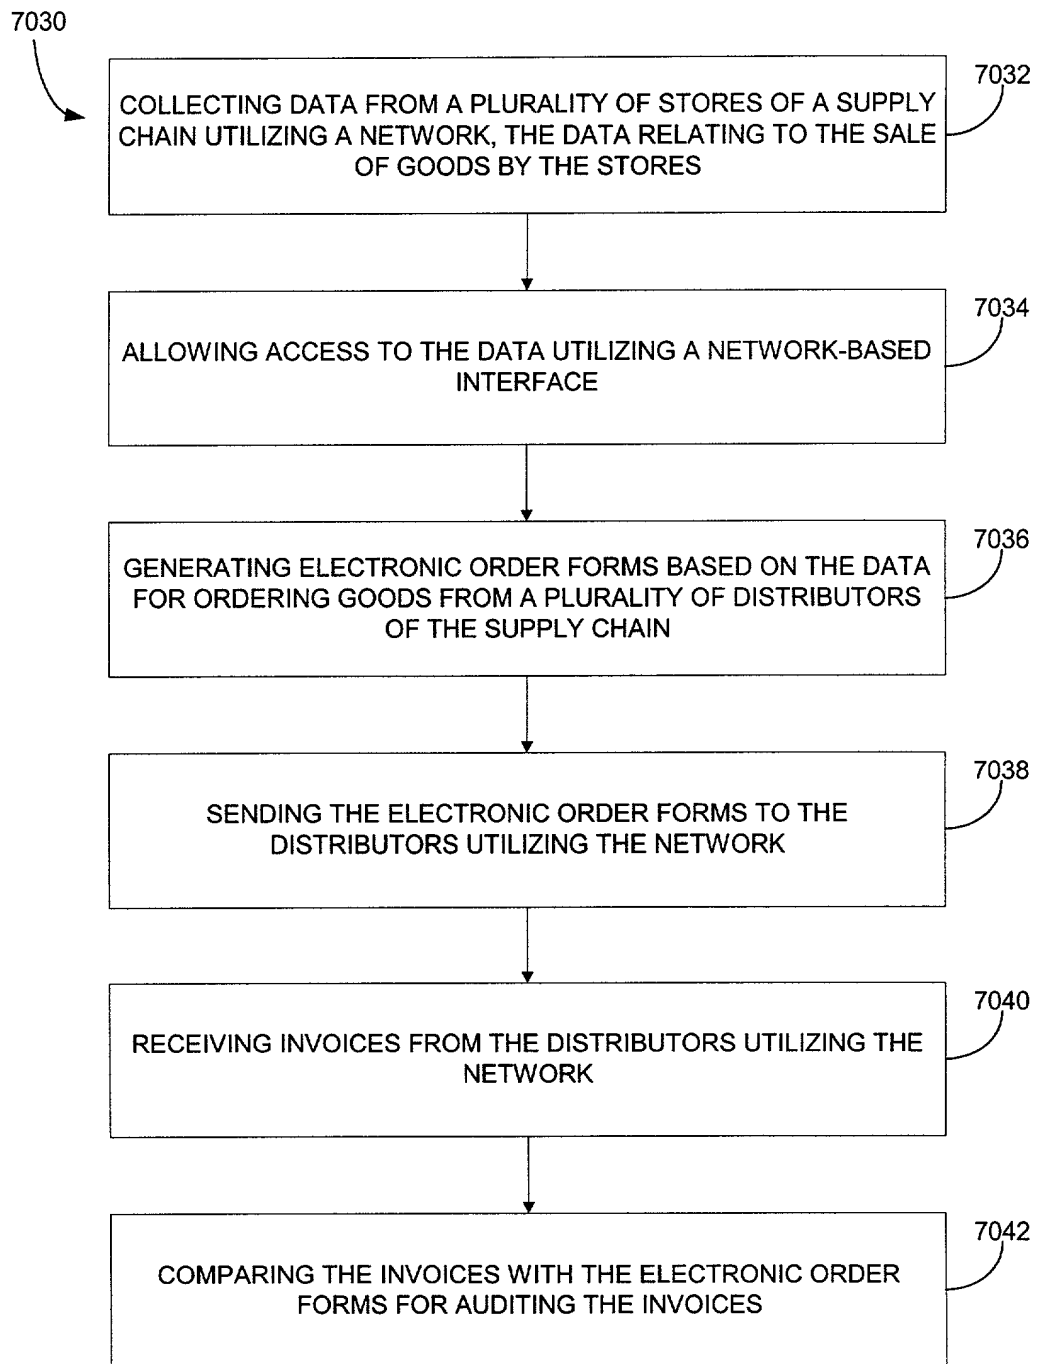 7030
7032
COLLECTING DATA FROM A PLURALITY OF STORES OF A SUPPLY
CHAIN UTILIZING A NETWORK, THE DATA RELATING TO THE SALE
OF GOODS BY THE STORES
7034
ALLOWING ACCESS TO THE DATA UTILIZING A NETWORK-BASED
INTERFACE
7036
GENERATING ELECTRONIC ORDER FORMS BASED ON THE DATA
FOR ORDERING GOODS FROM A PLURALITY OF DISTRIBUTORS
OF THE SUPPLY CHAIN
7038
SENDING THE ELECTRONIC ORDER FORMS TO THE
DISTRIBUTORS UTILIZING THE NETWORK
7040
RECEIVING INVOICES FROM THE DISTRIBUTORS UTILIZING THE
NETWORK
7042
COMPARING THE INVOICES WITH THE ELECTRONIC ORDER
FORMS FOR AUDITING THE INVOICES